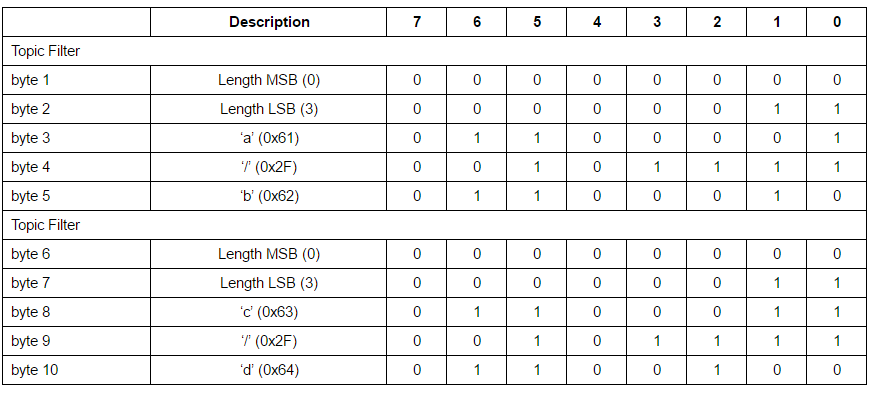 Description 7 6 5 4 3 2 1 0
Topic Filter
byte 1 Length MSB (0) 0 0 0 0 0 0 0 0
byte 2 Length LSB (3) 0 0 0 0 0 0 1 1
byte 3 ‘a’ (0x61) 0 1 1 0 0 0 0 1
byte 4 ‘/’ (0x2F) 0 0 1 0 1 1 1 1
byte 5 ‘b’ (0x62) 0 1 1 0 0 0 1 0
Topic Filter
byte 6 Length MSB (0) 0 0 0 0 0 0 0 0
byte 7 Length LSB (3) 0 0 0 0 0 0 1 1
byte 8 ‘c’ (0x63) 0 1 1 0 0 0 1 1
byte 9 ‘/’ (0x2F) 0 0 1 0 1 1 1 1
byte 10 ‘d’ (0x64) 0 1 1 0 0 1 0 0